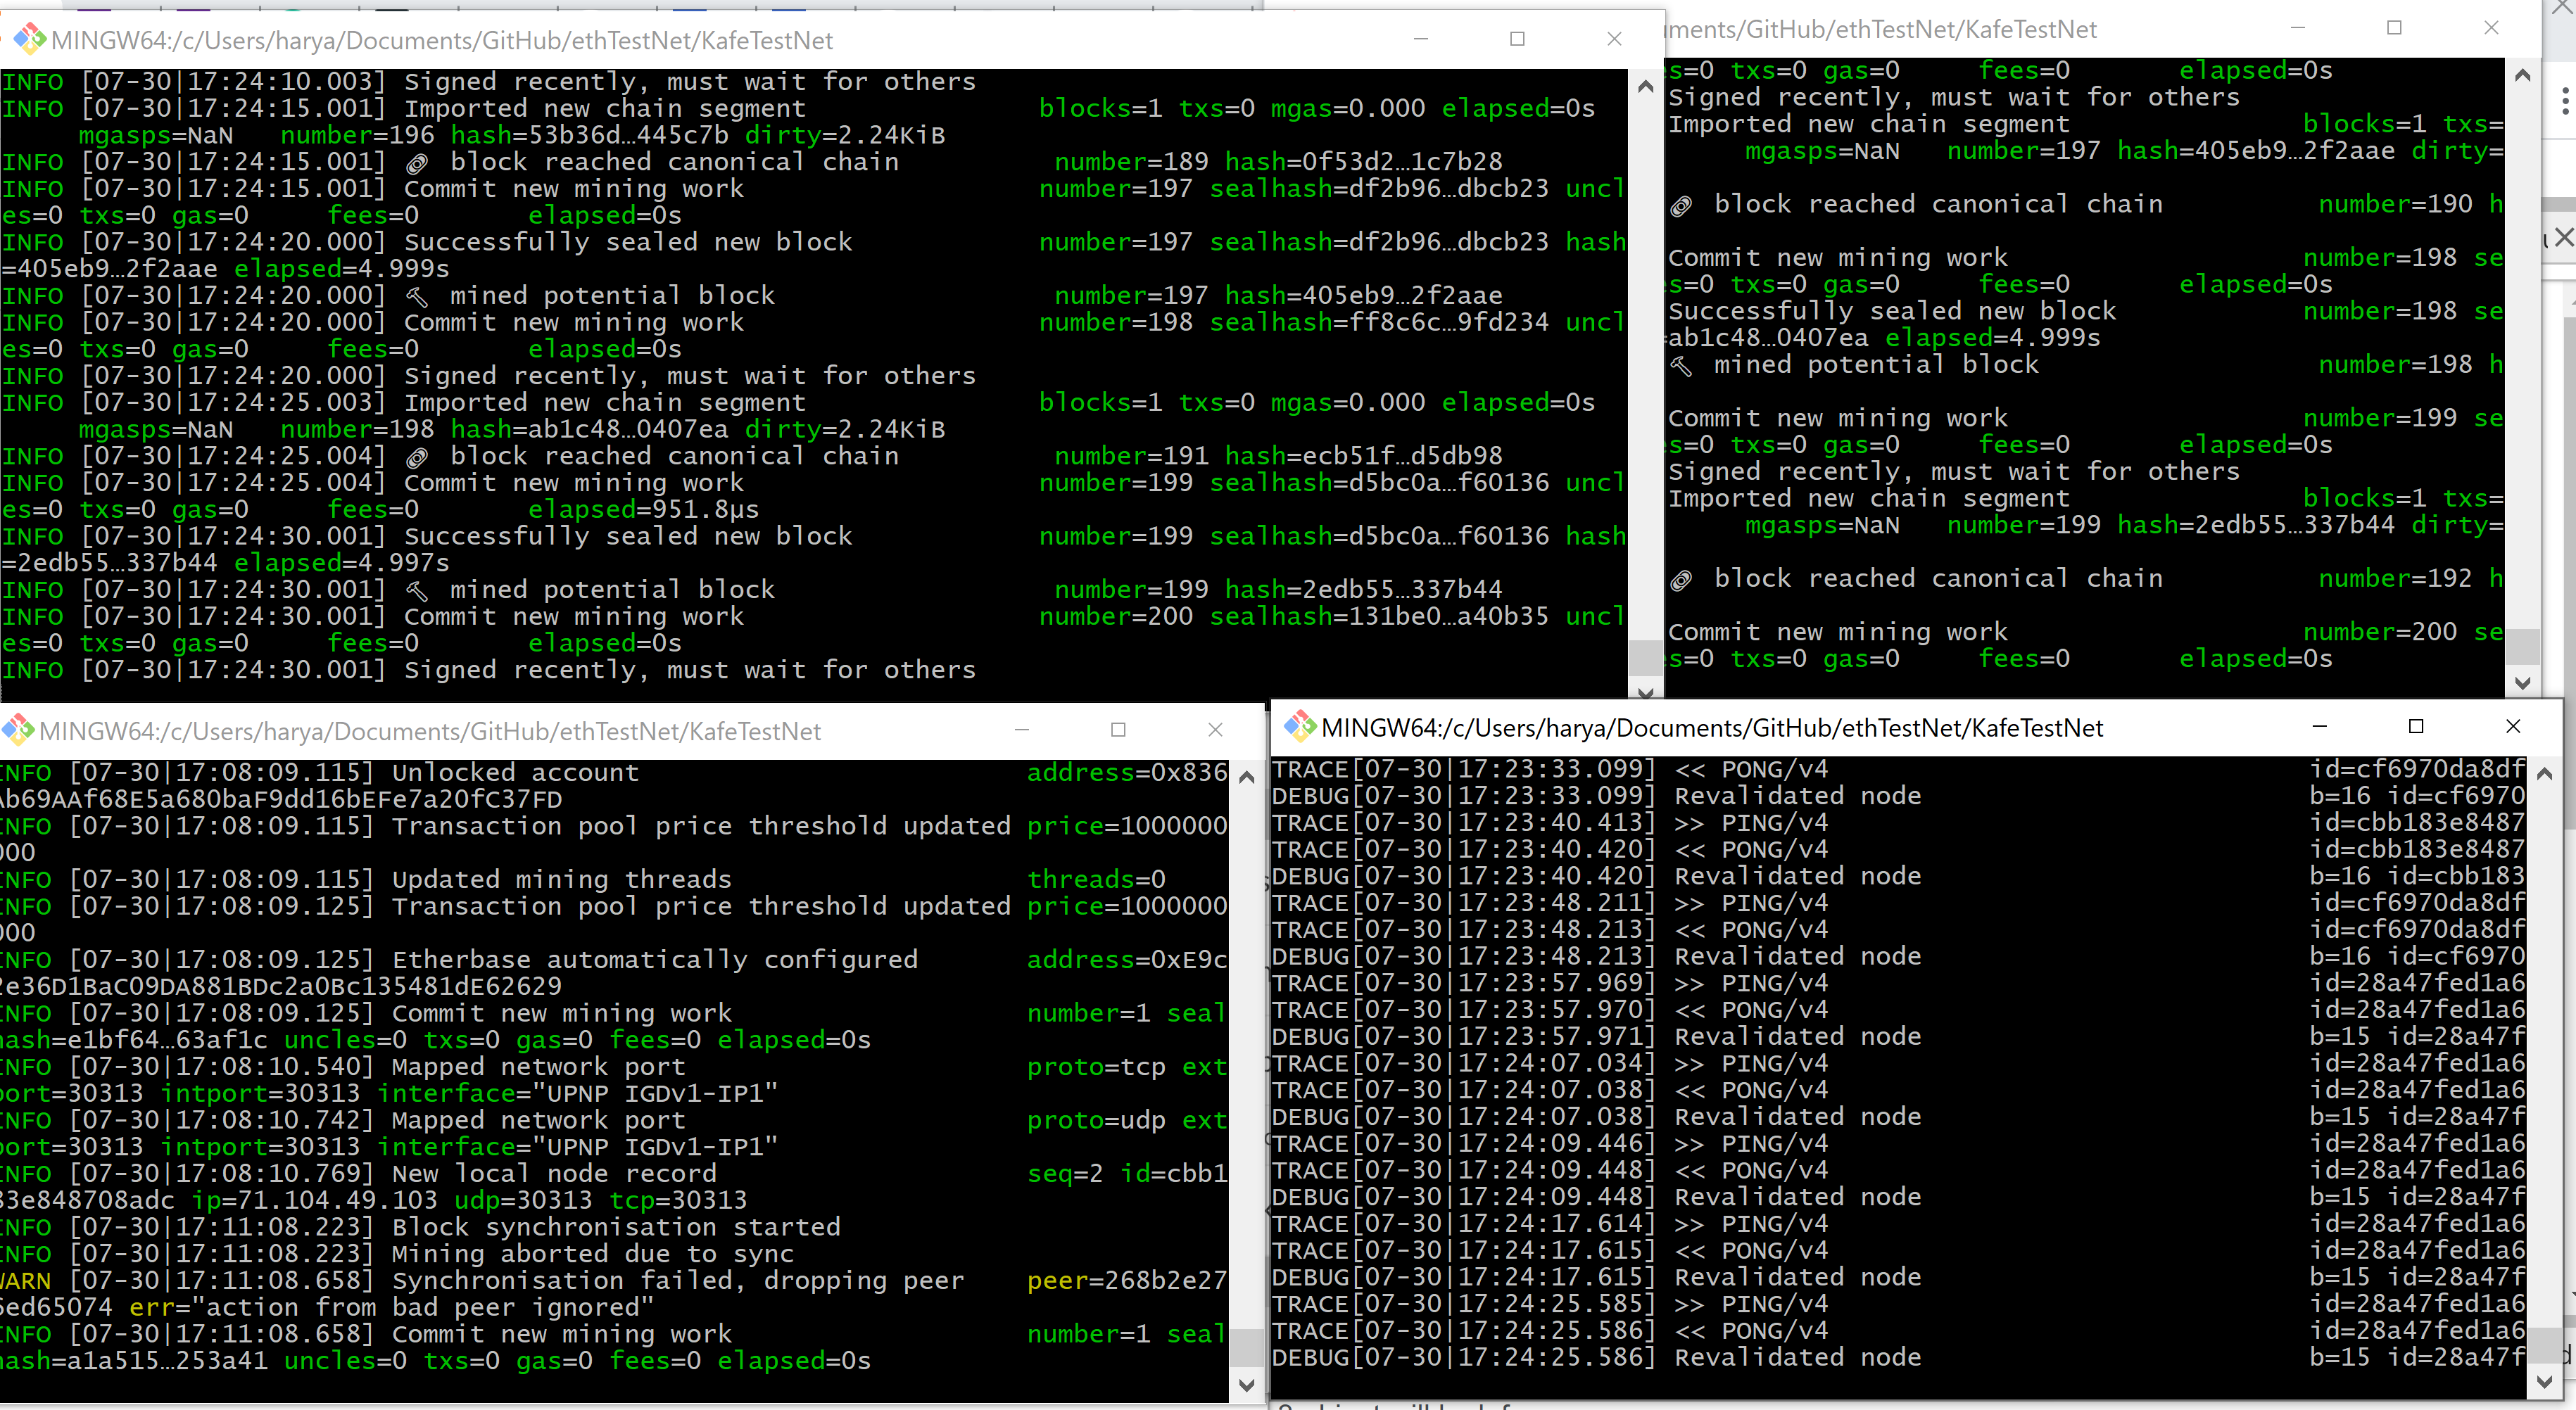 MINGW64:/c/Users/harya/Documents/GitHub/ethTestNet/KafeTestNet
INFO [07-30|17:24:10.003] Signed recently, must wait for others
INFO [07-30|17:24:15.001] Imported new chain segment blocks=1 txs=0 mgas=0.000 elapsed=0s
mgasps=NaN number=196 hash=53b36d…445c7b dirty=2.24KiB
INFO [07-30|17:24:15.001] 🔗 block reached canonical chain number=189 hash=0f53d2…1c7b28
INFO [07-30|17:24:15.001] Commit new mining work number=197 sealhash=df2b96…dbcb23 uncl
es=0 txs=0 gas=0 fees=0 elapsed=0s
INFO [07-30|17:24:20.000] Successfully sealed new block number=197 sealhash=df2b96…dbcb23 hash
=405eb9…2f2aae elapsed=4.999s
INFO [07-30|17:24:20.000] 🔨 mined potential block number=197 hash=405eb9…2f2aae
INFO [07-30|17:24:20.000] Commit new mining work number=198 sealhash=ff8c6c…9fd234 uncl
es=0 txs=0 gas=0 fees=0 elapsed=0s
INFO [07-30|17:24:20.000] Signed recently, must wait for others
INFO [07-30|17:24:25.003] Imported new chain segment blocks=1 txs=0 mgas=0.000 elapsed=0s
mgasps=NaN number=198 hash=ab1c48…0407ea dirty=2.24KiB
INFO [07-30|17:24:25.004] 🔗 block reached canonical chain number=191 hash=ecb51f…d5db98
INFO [07-30|17:24:25.004] Commit new mining work number=199 sealhash=d5bc0a…f60136 uncl
es=0 txs=0 gas=0 fees=0 elapsed=951.8µs
INFO [07-30|17:24:30.001] Successfully sealed new block number=199 sealhash=d5bc0a…f60136 hash
=2edb55…337b44 elapsed=4.997s
INFO [07-30|17:24:30.001] 🔨 mined potential block number=199 hash=2edb55…337b44
INFO [07-30|17:24:30.001] Commit new mining work number=200 sealhash=131be0…a40b35 uncl
es=0 txs=0 gas=0 fees=0 elapsed=0s
INFO [07-30|17:24:30.001] Signed recently, must wait for others
uments/GitHub/ethTestNet/KafeTestNet
s=0 txs=0 gas=0 fees=0 elapsed=0s
Signed recently, must wait for others
Imported new chain segment blocks=1 txs=
mgasps=NaN number=197 hash=405eb9…2f2aae dirty=
🔗 block reached canonical chain number=190 h
Commit new mining work number=198 se
s=0 txs=0 gas=0 fees=0 elapsed=0s
Successfully sealed new block number=198 se
ab1c48…0407ea elapsed=4.999s
🔨 mined potential block number=198 h
Commit new mining work number=199 se
s=0 txs=0 gas=0 fees=0 elapsed=0s
Signed recently, must wait for others
Imported new chain segment blocks=1 txs=
mgasps=NaN number=199 hash=2edb55…337b44 dirty=
🔗 block reached canonical chain number=192 h
Commit new mining work number=200 se
s=0 txs=0 gas=0 fees=0 elapsed=0s
MINGW64:/c/Users/harya/Documents/GitHub/ethTestNet/KafeTestNet
INFO [07-30|17:08:09.115] Unlocked account address=0x836
Ab69AAf68E5a680baF9dd16bEFe7a20fC37FD
INFO [07-30|17:08:09.115] Transaction pool price threshold updated price=1000000
000
INFO [07-30|17:08:09.115] Updated mining threads threads=0
INFO [07-30|17:08:09.125] Transaction pool price threshold updated price=1000000
000
INFO [07-30|17:08:09.125] Etherbase automatically configured address=0xE9c
2e36D1BaC09DA881BDc2a0Bc135481dE62629
INFO [07-30|17:08:09.125] Commit new mining work number=1 seal
hash=e1bf64…63af1c uncles=0 txs=0 gas=0 fees=0 elapsed=0s
INFO [07-30|17:08:10.540] Mapped network port proto=tcp ext
port=30313 intport=30313 interface="UPNP IGDv1-IP1"
INFO [07-30|17:08:10.742] Mapped network port proto=udp ext
port=30313 intport=30313 interface="UPNP IGDv1-IP1"
INFO [07-30|17:08:10.769] New local node record seq=2 id=cbb1
83e848708adc ip=71.104.49.103 udp=30313 tcp=30313
INFO [07-30|17:11:08.223] Block synchronisation started
INFO [07-30|17:11:08.223] Mining aborted due to sync
WARN [07-30|17:11:08.658] Synchronisation failed, dropping peer peer=268b2e27
6ed65074 err="action from bad peer ignored"
INFO [07-30|17:11:08.658] Commit new mining work number=1 seal
hash=a1a515…253a41 uncles=0 txs=0 gas=0 fees=0 elapsed=0s
MINGW64:/c/Users/harya/Documents/GitHub/ethTestNet/KafeTestNet
TRACE[07-30|17:23:33.099] << PONG/v4 id=cf6970da8df
DEBUG[07-30|17:23:33.099] Revalidated node b=16 id=cf6970
TRACE[07-30|17:23:40.413] >> PING/v4 id=cbb183e8487
TRACE[07-30|17:23:40.420] << PONG/v4 id=cbb183e8487
DEBUG[07-30|17:23:40.420] Revalidated node b=16 id=cbb183
TRACE[07-30|17:23:48.211] >> PING/v4 id=cf6970da8df
TRACE[07-30|17:23:48.213] << PONG/v4 id=cf6970da8df
DEBUG[07-30|17:23:48.213] Revalidated node b=16 id=cf6970
TRACE[07-30|17:23:57.969] >> PING/v4 id=28a47fed1a6
TRACE[07-30|17:23:57.970] << PONG/v4 id=28a47fed1a6
DEBUG[07-30|17:23:57.971] Revalidated node b=15 id=28a47f
TRACE[07-30|17:24:07.034] >> PING/v4 id=28a47fed1a6
TRACE[07-30|17:24:07.038] << PONG/v4 id=28a47fed1a6
DEBUG[07-30|17:24:07.038] Revalidated node b=15 id=28a47f
TRACE[07-30|17:24:09.446] >> PING/v4 id=28a47fed1a6
TRACE[07-30|17:24:09.448] << PONG/v4 id=28a47fed1a6
DEBUG[07-30|17:24:09.448] Revalidated node b=15 id=28a47f
TRACE[07-30|17:24:17.614] >> PING/v4 id=28a47fed1a6
TRACE[07-30|17:24:17.615] << PONG/v4 id=28a47fed1a6
DEBUG[07-30|17:24:17.615] Revalidated node b=15 id=28a47f
TRACE[07-30|17:24:25.585] >> PING/v4 id=28a47fed1a6
TRACE[07-30|17:24:25.586] << PONG/v4 id=28a47fed1a6
DEBUG[07-30|17:24:25.586] Revalidated node b=15 id=28a47f